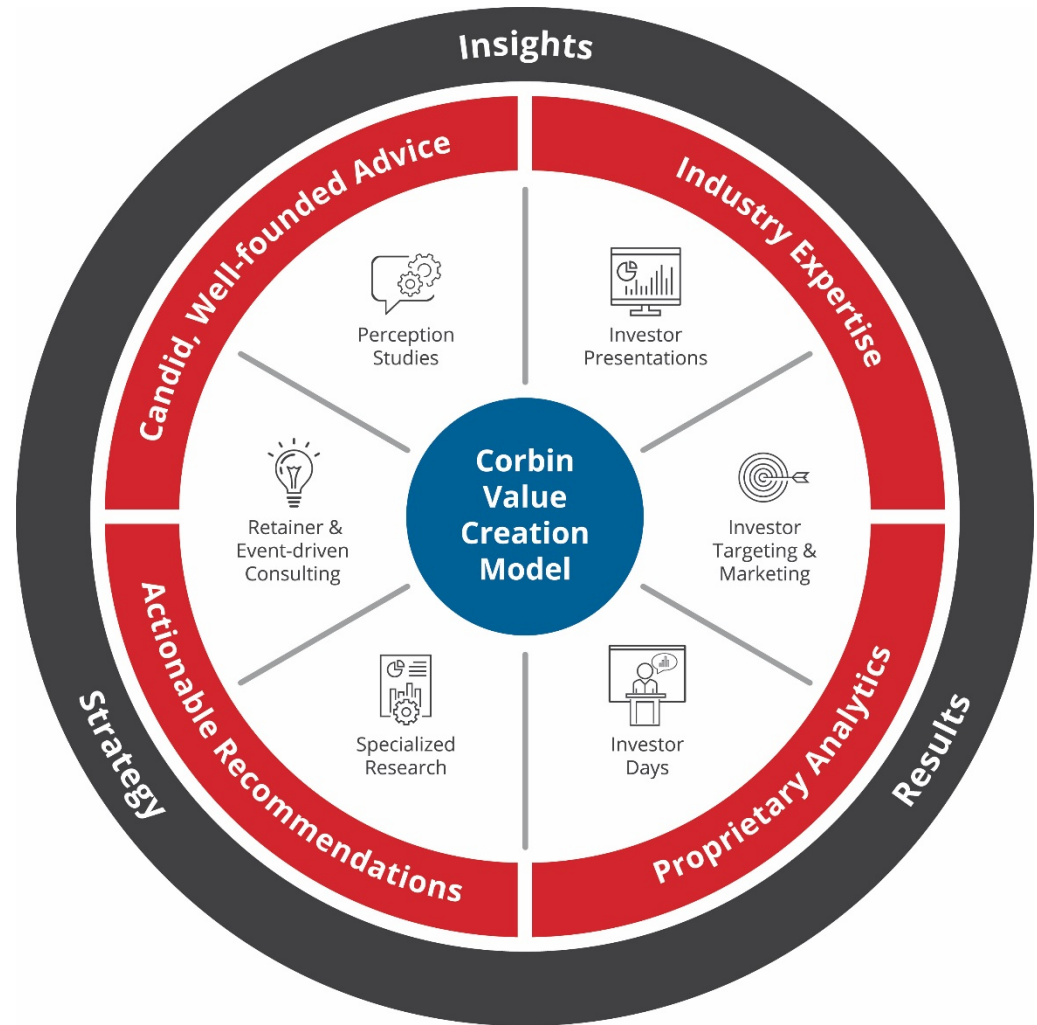 Insights
Candid, Well-founded Advice
Industry Expertise
Perception
Studies
Investor
Presentations
Retainer &
Event-driven
Consulting
Corbin
Value
Creation
Model
Investor
Targeting &
Marketing
Specialized
Research
Investor
Days
Actionable Recommendations
Proprietary Analytics
Strategy
Results